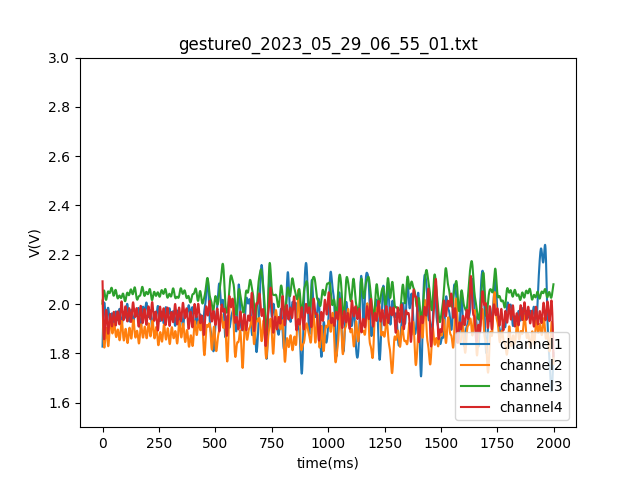 gesture0_2023_05_29_06_55_01.txt
V(V)
3.0
2.8
2.6
2.4
2.2
2.0
1.8
1.6
channel1
channel2
channel3
channel4
0 250 500 750 1000 1250 1500 1750 2000
time(ms)